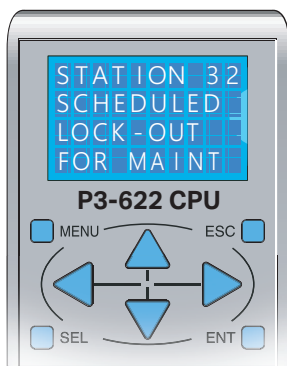 STATION 32
SCHEDULED
LOCK-OUT
FOR MAINT
P3-622 CPU
MENU ESC
SEL ENT